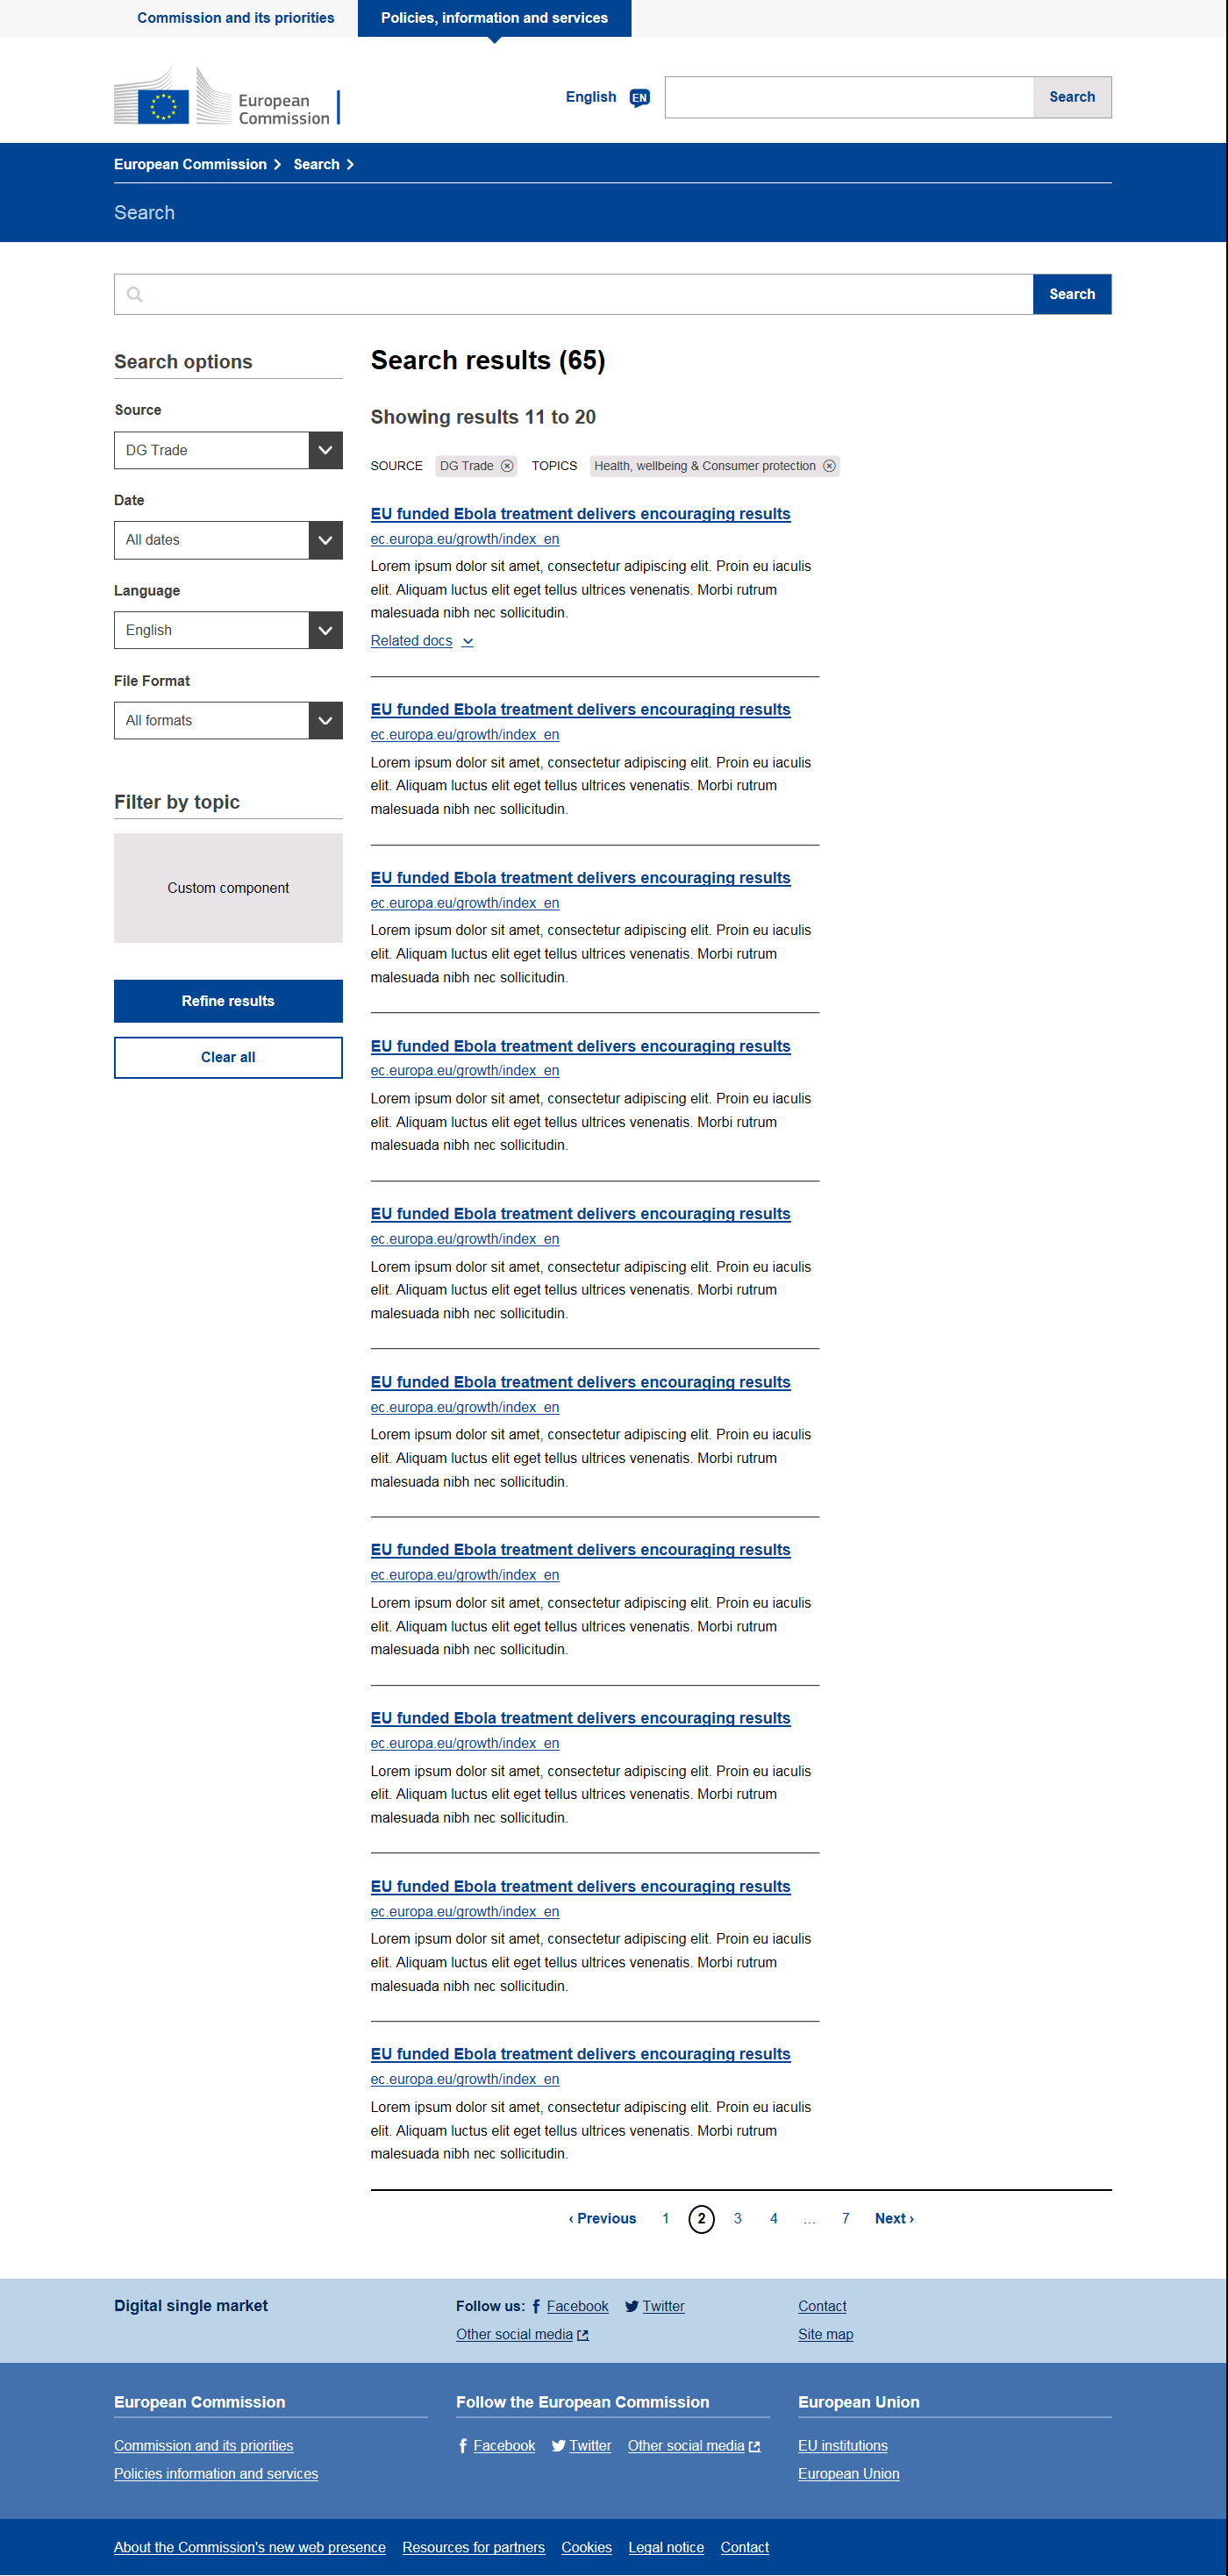 Commission and its priorities
Policies, information and services
European
Commission
English
EN
Search
European Commission
Search
Search
Search
Search options
Source
DG Trade
Date
All dates
Language
English
File Format
All formats
Filter by topic
Custom component
Refine results
Clear all
Search results (65)
Showing results 11 to 20
SOURCE DG Trade TOPICS Health, wellbeing & Consumer protection
EU funded Ebola treatment delivers encouraging results
ec.europa.eu/growth/index_en
Lorem ipsum dolor sit amet, consectetur adipiscing elit. Proin eu iaculis
elit. Aliquam luctus elit eget tellus ultrices venenatis. Morbi rutrum
malesuada nibh nec sollicitudin.
Related docs
EU funded Ebola treatment delivers encouraging results
ec.europa.eu/growth/index_en
Lorem ipsum dolor sit amet, consectetur adipiscing elit. Proin eu iaculis
elit. Aliquam luctus elit eget tellus ultrices venenatis. Morbi rutrum
malesuada nibh nec sollicitudin.
EU funded Ebola treatment delivers encouraging results
ec.europa.eu/growth/index_en
Lorem ipsum dolor sit amet, consectetur adipiscing elit. Proin eu iaculis
elit. Aliquam luctus elit eget tellus ultrices venenatis. Morbi rutrum
malesuada nibh nec sollicitudin.
EU funded Ebola treatment delivers encouraging results
ec.europa.eu/growth/index_en
Lorem ipsum dolor sit amet, consectetur adipiscing elit. Proin eu iaculis
elit. Aliquam luctus elit eget tellus ultrices venenatis. Morbi rutrum
malesuada nibh nec sollicitudin.
EU funded Ebola treatment delivers encouraging results
ec.europa.eu/growth/index_en
Lorem ipsum dolor sit amet, consectetur adipiscing elit. Proin eu iaculis
elit. Aliquam luctus elit eget tellus ultrices venenatis. Morbi rutrum
malesuada nibh nec sollicitudin.
EU funded Ebola treatment delivers encouraging results
ec.europa.eu/growth/index_en
Lorem ipsum dolor sit amet, consectetur adipiscing elit. Proin eu iaculis
elit. Aliquam luctus elit eget tellus ultrices venenatis. Morbi rutrum
malesuada nibh nec sollicitudin.
EU funded Ebola treatment delivers encouraging results
ec.europa.eu/growth/index_en
Lorem ipsum dolor sit amet, consectetur adipiscing elit. Proin eu iaculis
elit. Aliquam luctus elit eget tellus ultrices venenatis. Morbi rutrum
malesuada nibh nec sollicitudin.
EU funded Ebola treatment delivers encouraging results
ec.europa.eu/growth/index_en
Lorem ipsum dolor sit amet, consectetur adipiscing elit. Proin eu iaculis
elit. Aliquam luctus elit eget tellus ultrices venenatis. Morbi rutrum
malesuada nibh nec sollicitudin.
EU funded Ebola treatment delivers encouraging results
ec.europa.eu/growth/index_en
Lorem ipsum dolor sit amet, consectetur adipiscing elit. Proin eu iaculis
elit. Aliquam luctus elit eget tellus ultrices venenatis. Morbi rutrum
malesuada nibh nec sollicitudin.
EU funded Ebola treatment delivers encouraging results
ec.europa.eu/growth/index_en
Lorem ipsum dolor sit amet, consectetur adipiscing elit. Proin eu iaculis
elit. Aliquam luctus elit eget tellus ultrices venenatis. Morbi rutrum
malesuada nibh nec sollicitudin.
‹ Previous 1 2 3 4 ... 7 Next ›
Digital single market
Follow us: Facebook Twitter
Other social media
Contact
Site map
European Commission
Commission and its priorities
Policies information and services
Follow the European Commission
Facebook Twitter Other social media
European Union
EU institutions
European Union
About the Commission's new web presence Resources for partners Cookies Legal notice Contact